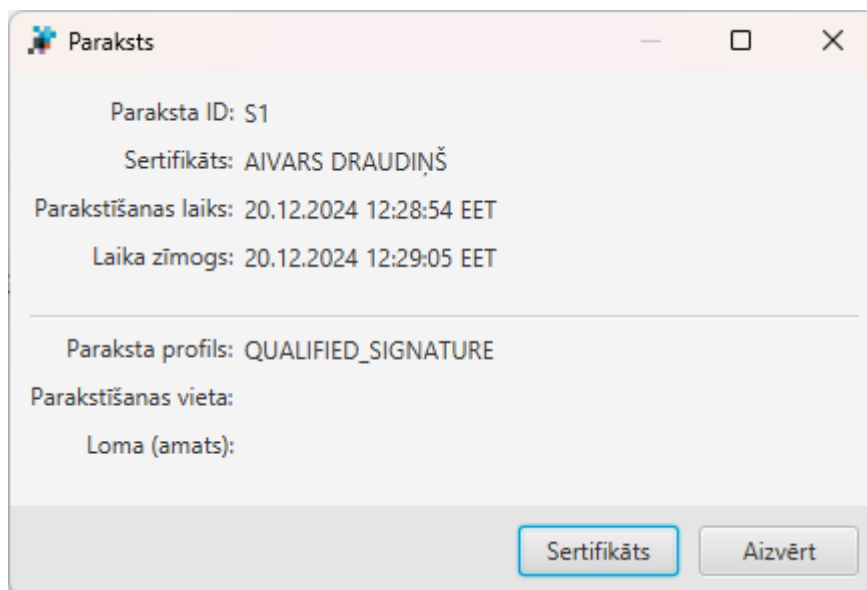 Paraksts
Paraksta ID: S1
Sertifikāts: AIVARS DRAUDIŅŠ
Parakstīšanas laiks: 20.12.2024 12:28:54 EET
Laika zīmogs: 20.12.2024 12:29:05 EET
Paraksta profils: QUALIFIED_SIGNATURE
Parakstīšanas vieta:
Loma (amats):
Sertifikāts Aizvērt